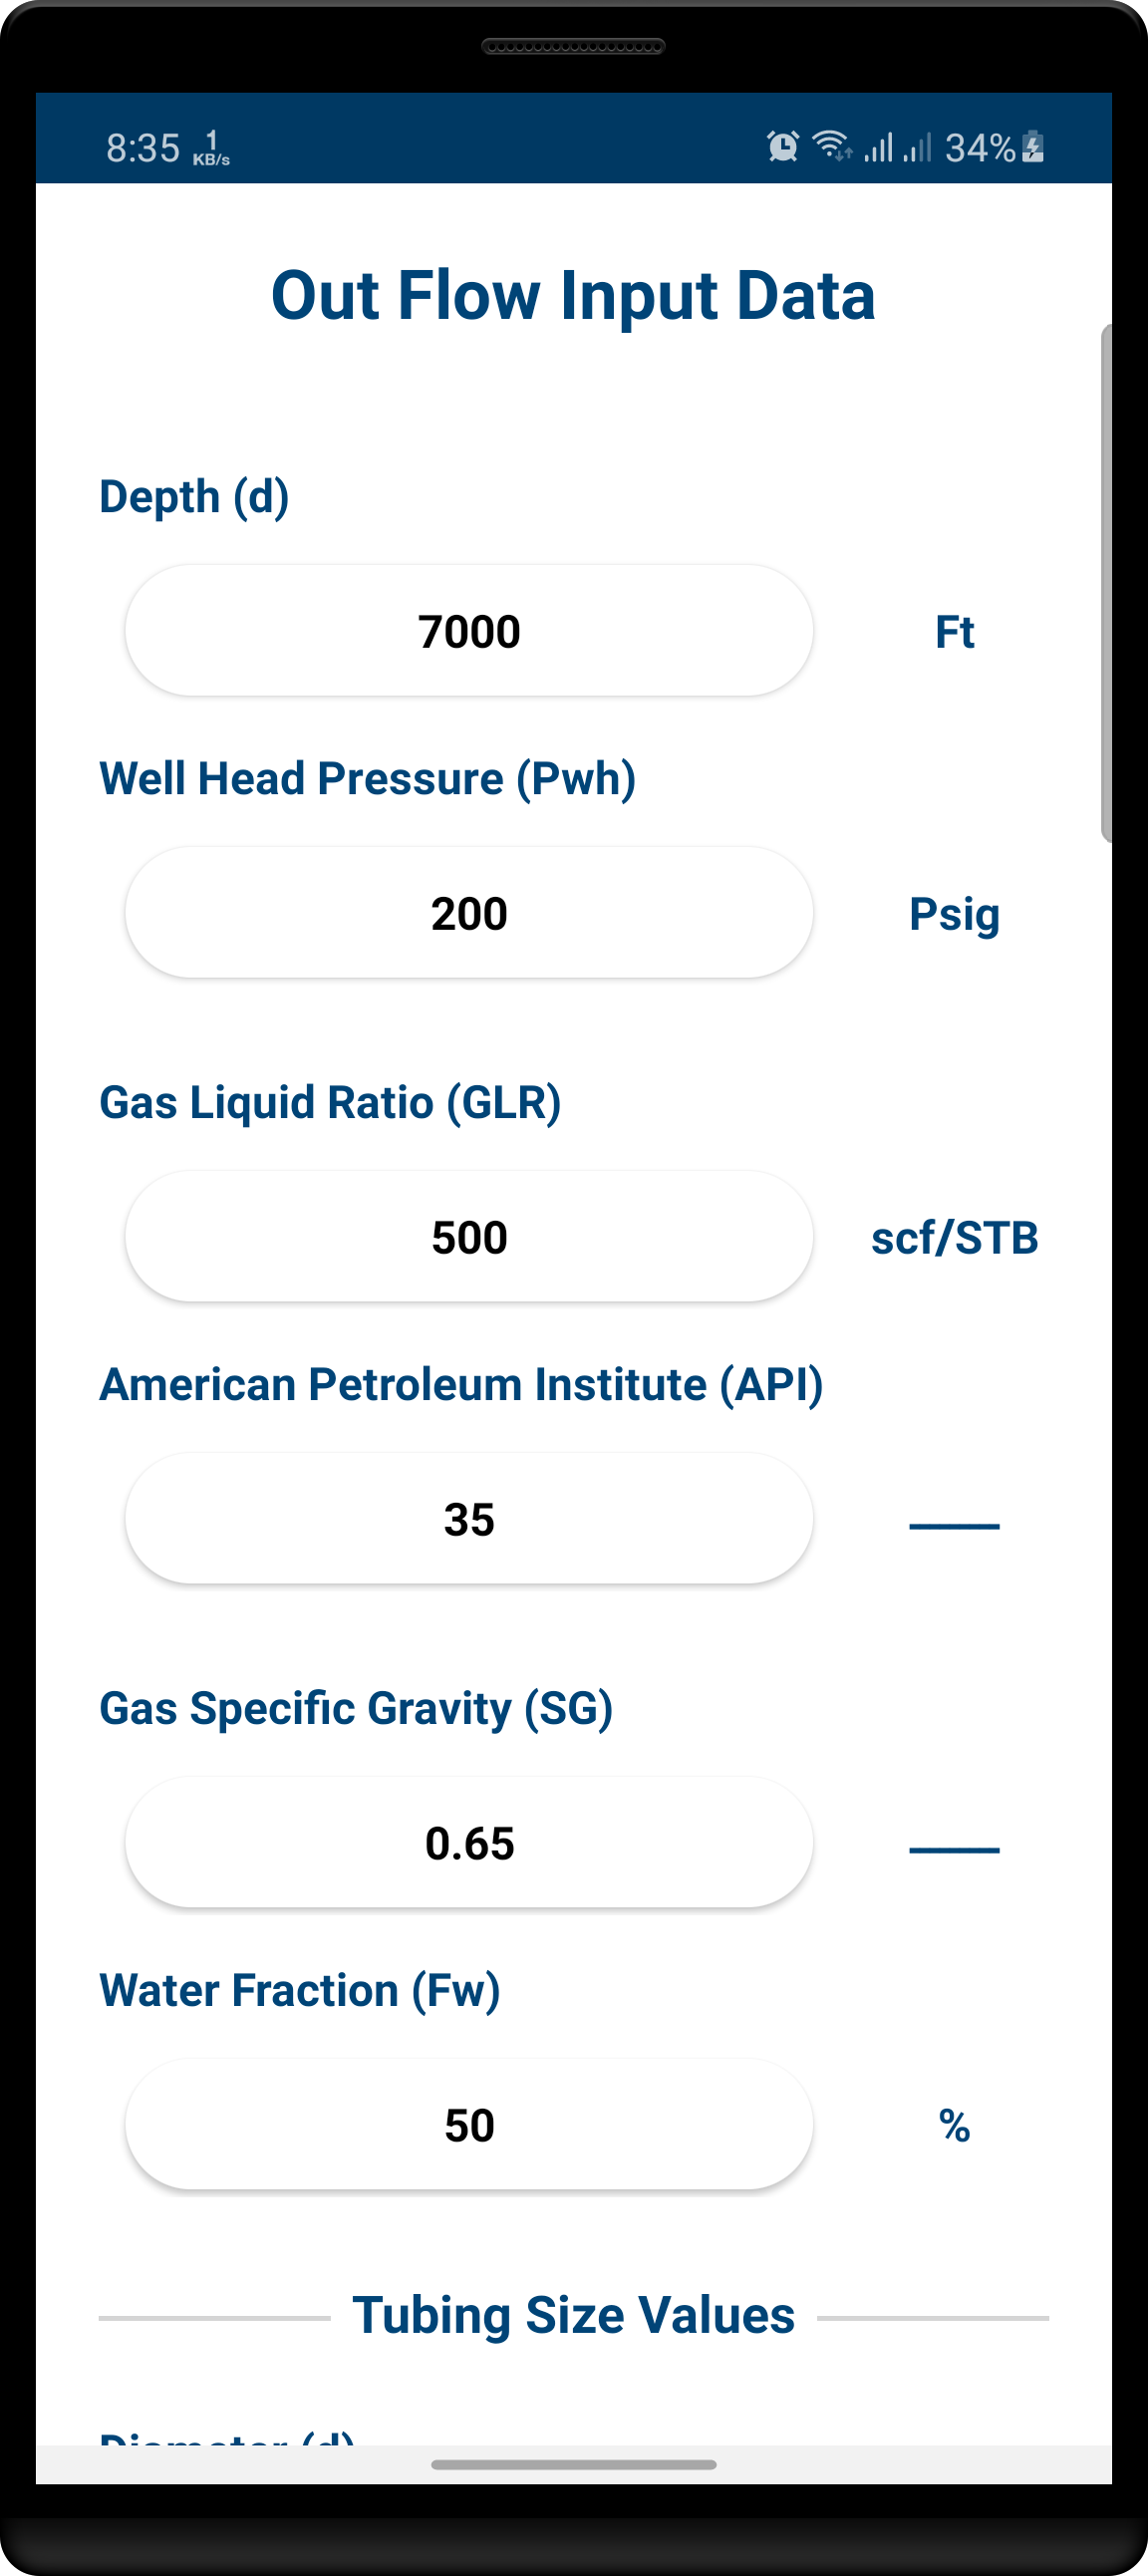 8:35 1 KB/s 34%
Out Flow Input Data
Depth (d)
7000 Ft
Well Head Pressure (Pwh)
200 Psig
Gas Liquid Ratio (GLR)
500 scf/STB
American Petroleum Institute (API)
35
Gas Specific Gravity (SG)
0.65
Water Fraction (Fw)
50 %
Tubing Size Values
Diameter (d)